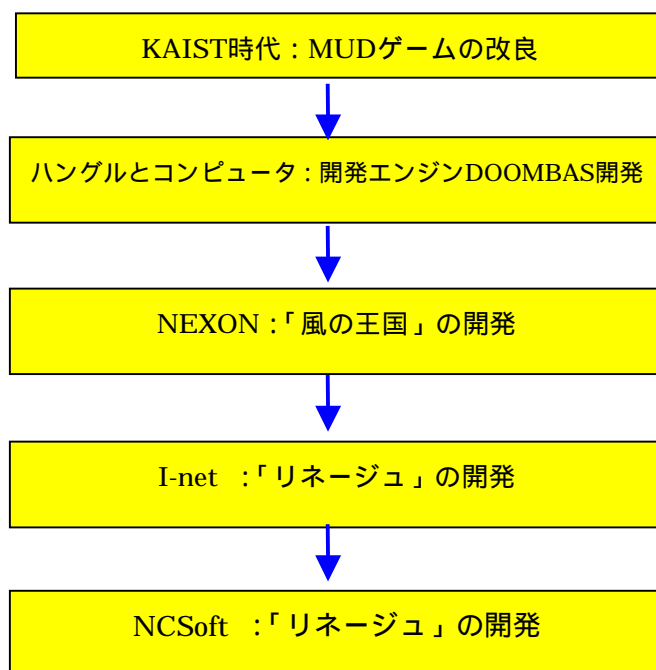 KAIST時代：MUDゲームの改良
ハングルとコンピュータ：開発エンジンDOOMBAS開発
NEXON：「風の王国」の開発
I-net ：「リネージュ」の開発
NCSoft ：「リネージュ」の開発